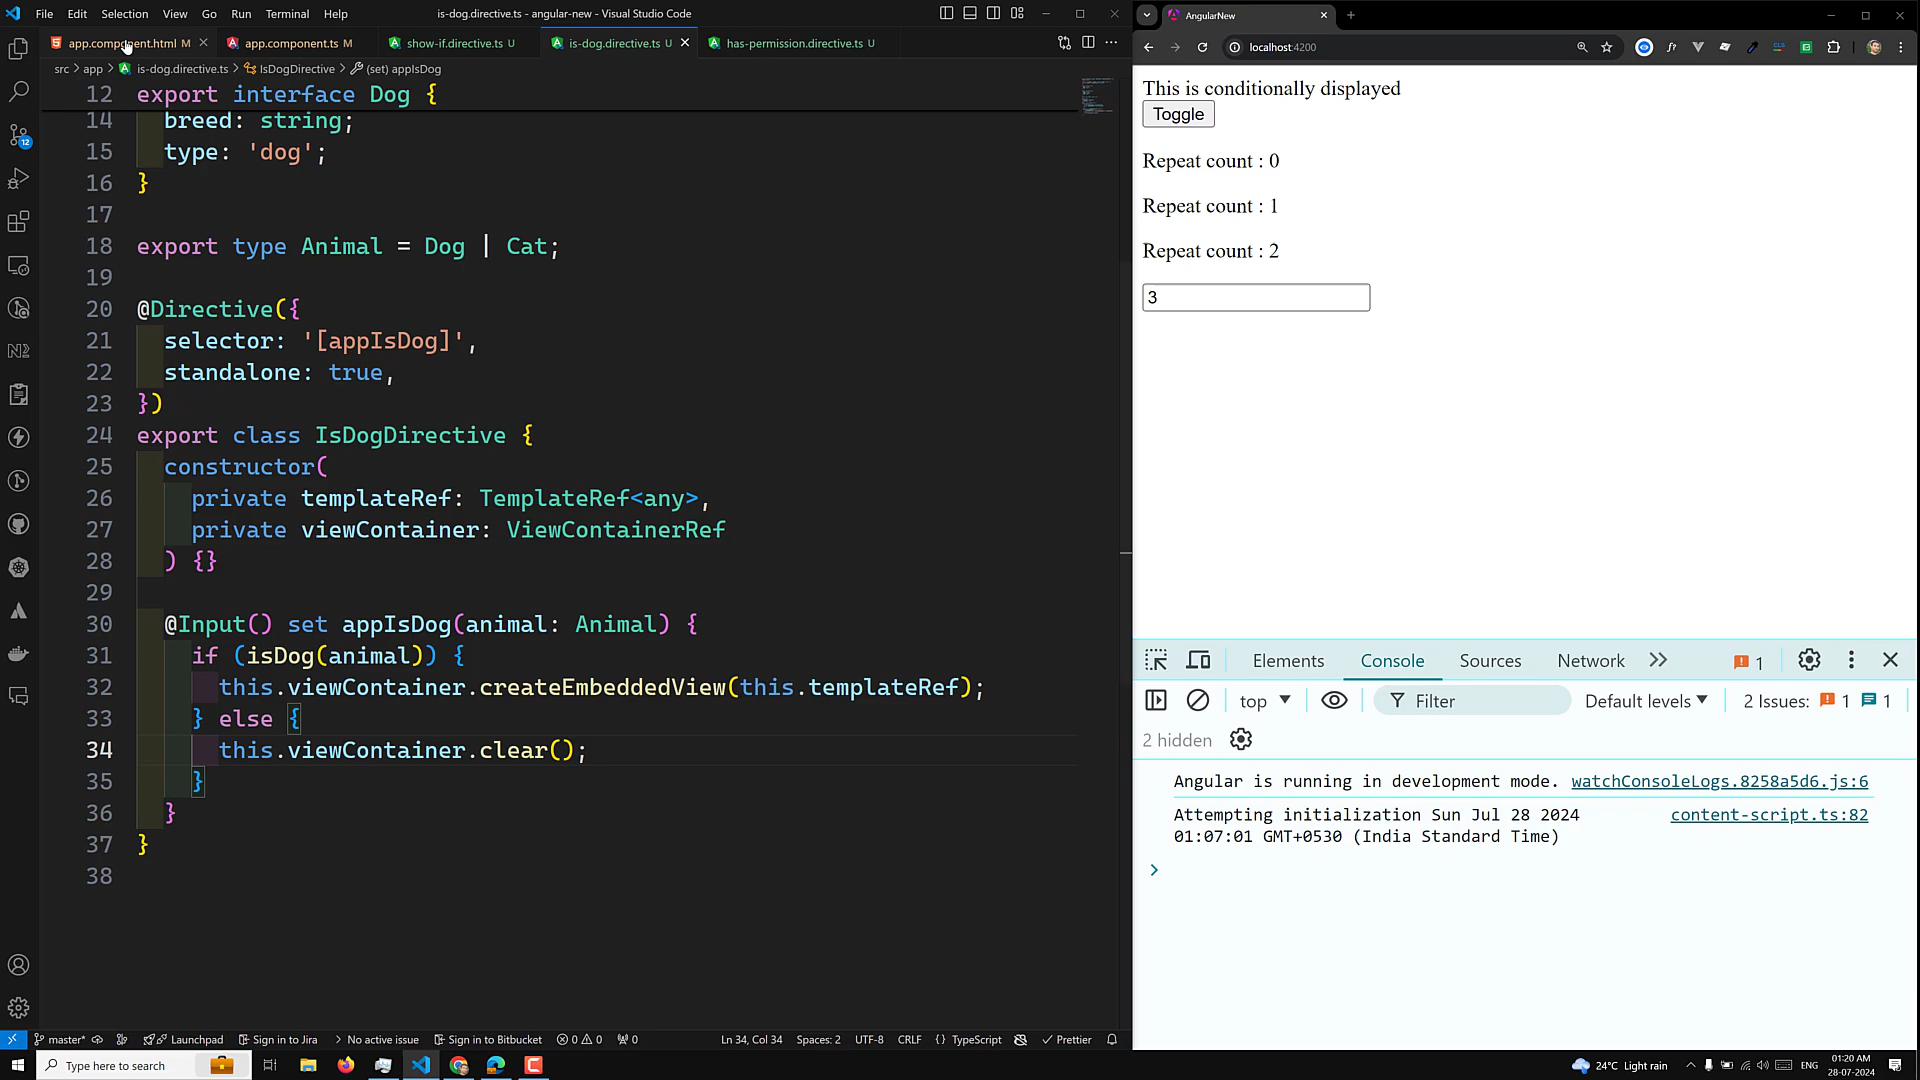 File Edit Selection View Go Run Terminal Help
is-dog.directive.ts - angular-new - Visual Studio Code
app.component.html M
app.component.ts M
show-if.directive.ts U
is-dog.directive.ts U
has-permission.directive.ts U
src > app > is-dog.directive.ts > IsDogDirective > (set) appIsDog
12 export interface Dog {
14 breed: string;
15 type: 'dog';
16 }
17
18 export type Animal = Dog | Cat;
19
20 @Directive({
21 selector: '[appIsDog]',
22 standalone: true,
23 })
24 export class IsDogDirective {
25 constructor(
26 private templateRef: TemplateRef<any>,
27 private viewContainer: ViewContainerRef
28 ) {}
29
30 @Input() set appIsDog(animal: Animal) {
31 if (isDog(animal)) {
32 this.viewContainer.createEmbeddedView(this.templateRef);
33 } else {
34 this.viewContainer.clear();
35 }
36 }
37 }
38
12
master* Launchpad Sign in to Jira No active issue Sign in to Bitbucket 0 0 0 Ln 34, Col 34 Spaces: 2 UTF-8 CRLF {} TypeScript Prettier
AngularNew
localhost:4200
This is conditionally displayed
Toggle
Repeat count : 0
Repeat count : 1
Repeat count : 2
3
Elements Console Sources Network 1
top Filter Default levels 2 Issues: 1 1
2 hidden
Angular is running in development mode. watchConsoleLogs.8258a5d6.js:6
Attempting initialization Sun Jul 28 2024 content-script.ts:82
01:07:01 GMT+0530 (India Standard Time)
Type here to search
24°C Light rain
ENG
01:20 AM
28-07-2024